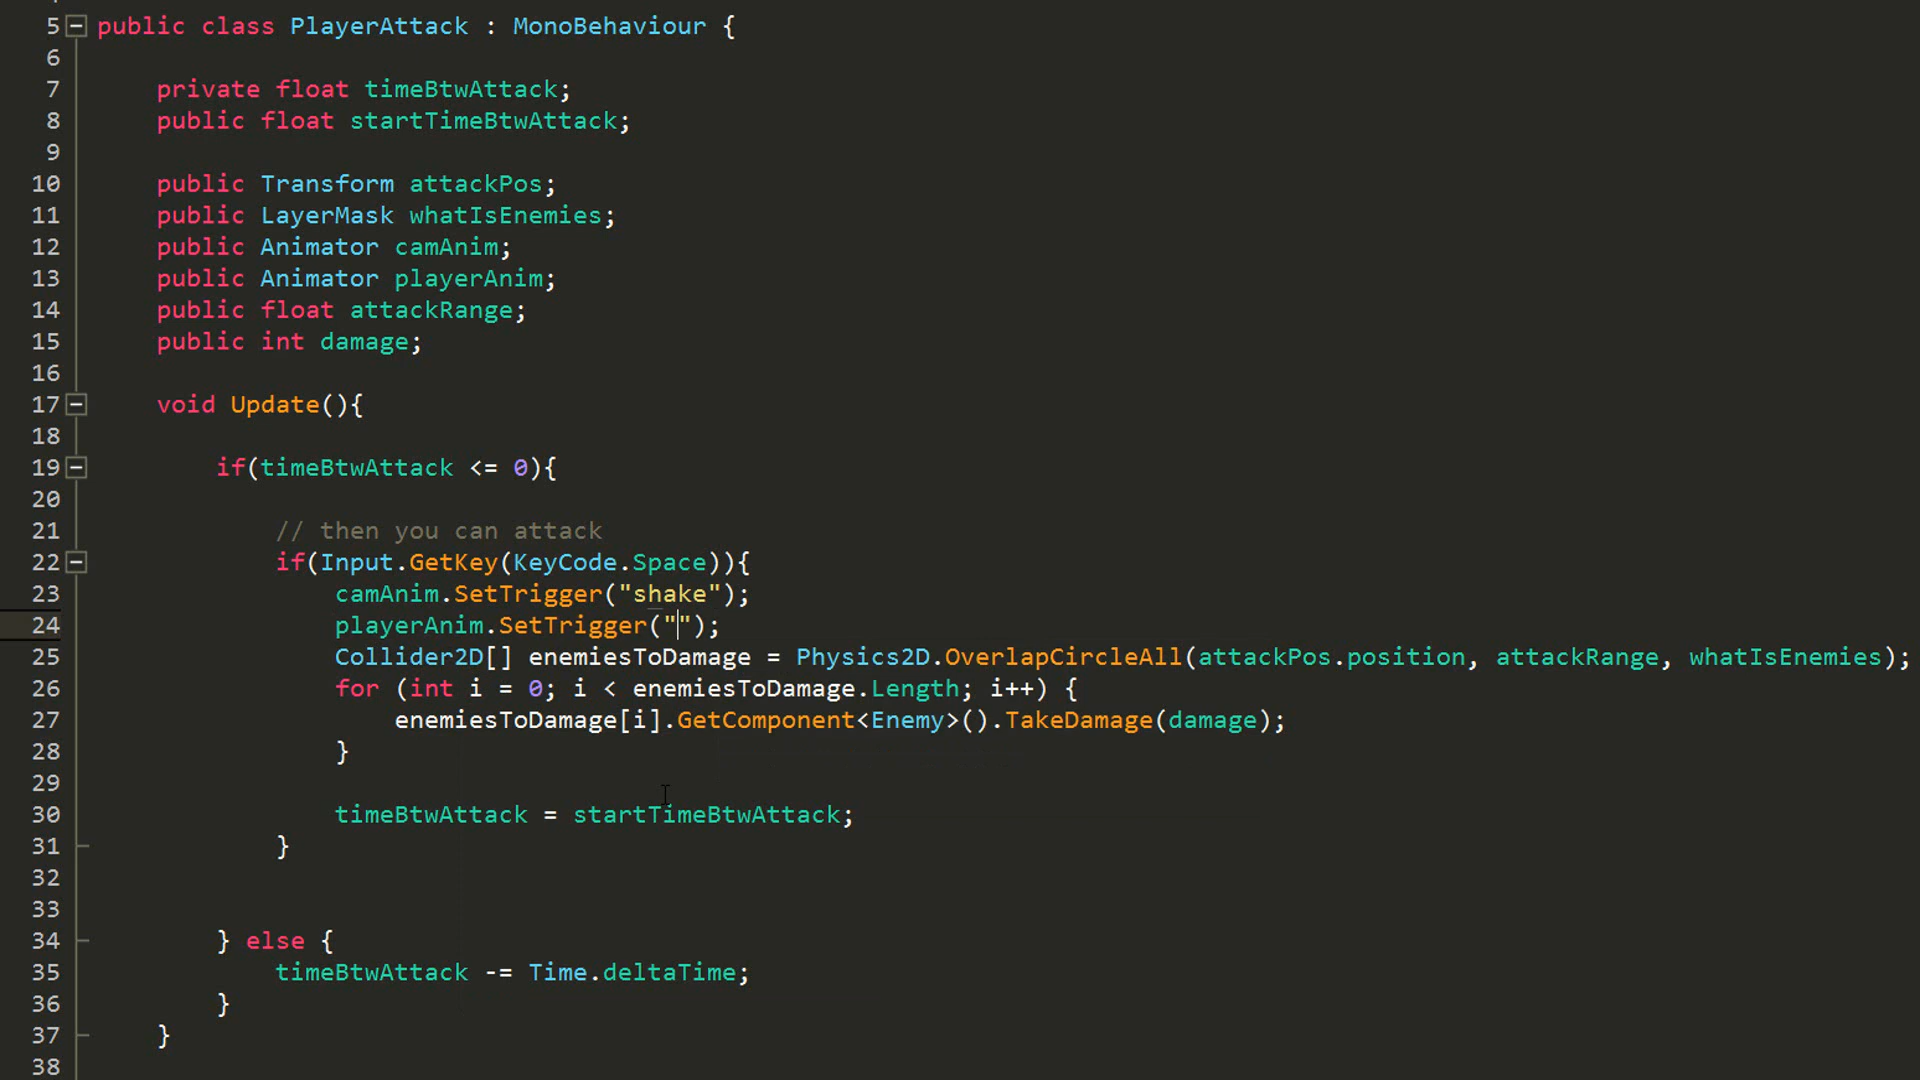 5 public class PlayerAttack : MonoBehaviour {
6
7 private float timeBtwAttack;
8 public float startTimeBtwAttack;
9
10 public Transform attackPos;
11 public LayerMask whatIsEnemies;
12 public Animator camAnim;
13 public Animator playerAnim;
14 public float attackRange;
15 public int damage;
16
17 void Update(){
18
19 if(timeBtwAttack <= 0){
20
21 // then you can attack
22 if(Input.GetKey(KeyCode.Space)){
23 camAnim.SetTrigger("shake");
24 playerAnim.SetTrigger("");
25 Collider2D[] enemiesToDamage = Physics2D.OverlapCircleAll(attackPos.position, attackRange, whatIsEnemies);
26 for (int i = 0; i < enemiesToDamage.Length; i++) {
27 enemiesToDamage[i].GetComponent<Enemy>().TakeDamage(damage);
28 }
29
30 timeBtwAttack = startTimeBtwAttack;
31 }
32
33
34 } else {
35 timeBtwAttack -= Time.deltaTime;
36 }
37 }
38